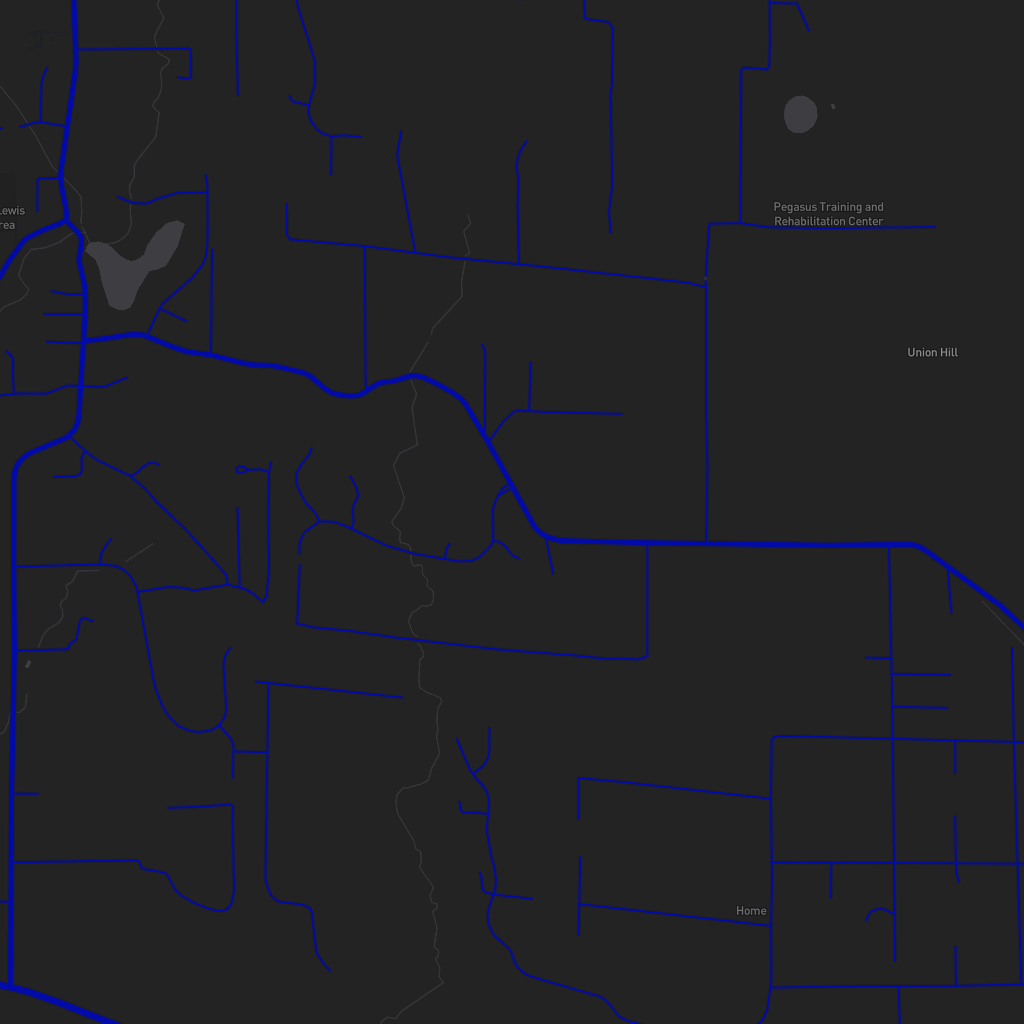 Lewis
rea
Pegasus Training and
Rehabilitation Center
Union Hill
Home